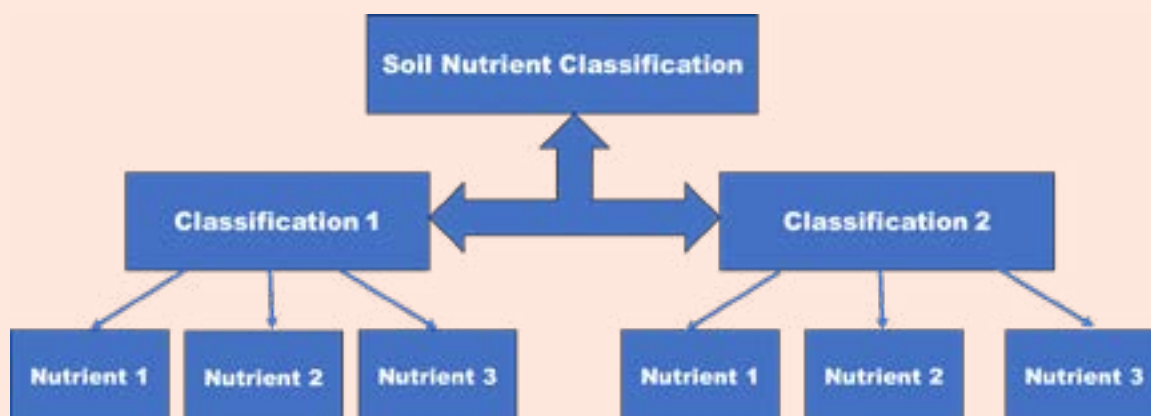 Soil Nutrient Classification
Classification 1
Classification 2
Nutrient 1
Nutrient 2
Nutrient 3
Nutrient 1
Nutrient 2
Nutrient 3